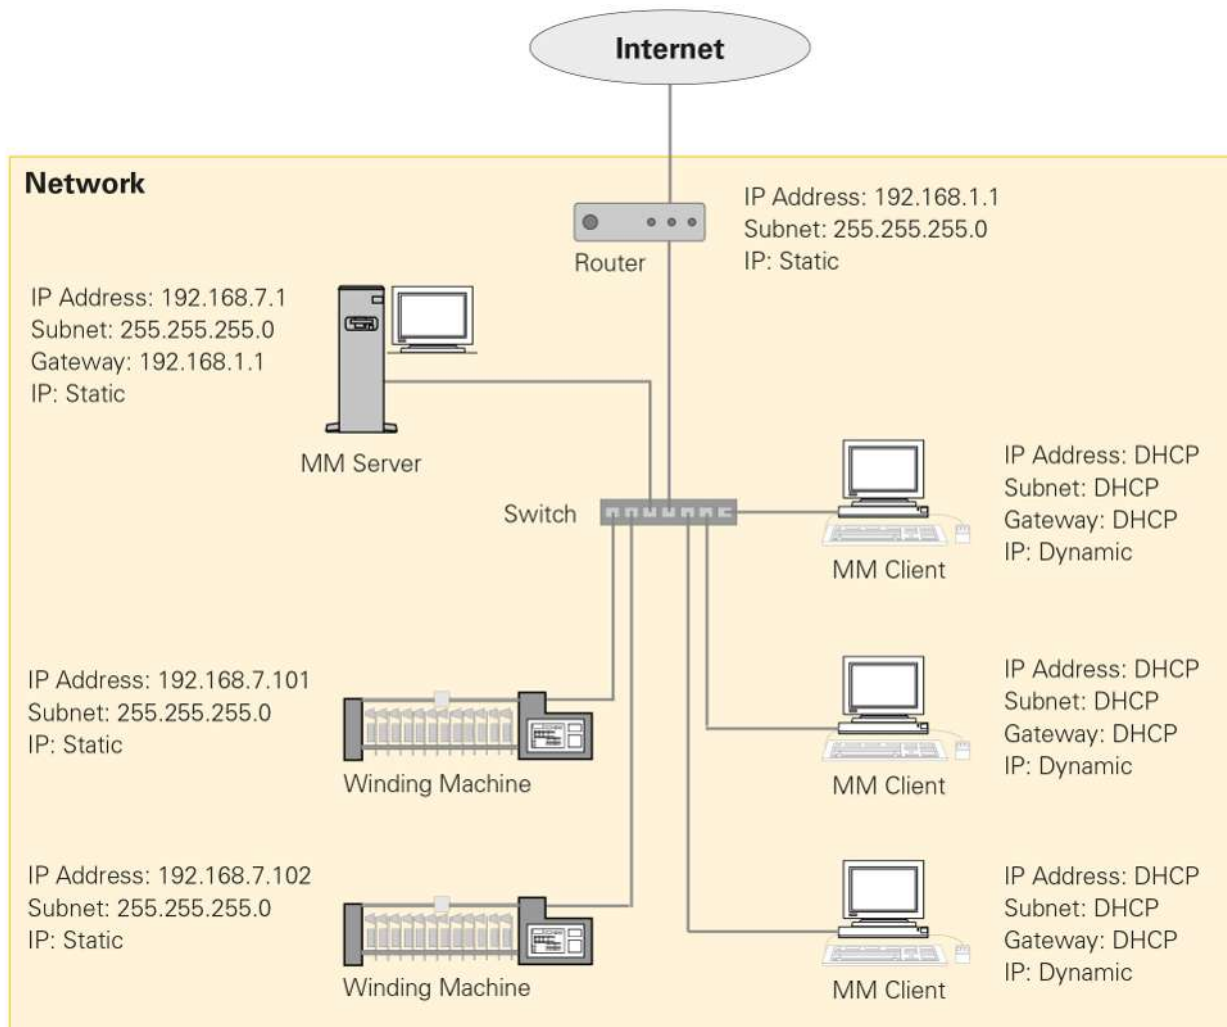 Internet
Network
IP Address: 192.168.1.1
Subnet: 255.255.255.0
IP: Static
Router
IP Address: 192.168.7.1
Subnet: 255.255.255.0
Gateway: 192.168.1.1
IP: Static
MM Server
Switch
IP Address: DHCP
Subnet: DHCP
Gateway: DHCP
IP: Dynamic
MM Client
IP Address: 192.168.7.101
Subnet: 255.255.255.0
IP: Static
Winding Machine
IP Address: DHCP
Subnet: DHCP
Gateway: DHCP
IP: Dynamic
MM Client
IP Address: 192.168.7.102
Subnet: 255.255.255.0
IP: Static
Winding Machine
IP Address: DHCP
Subnet: DHCP
Gateway: DHCP
IP: Dynamic
MM Client